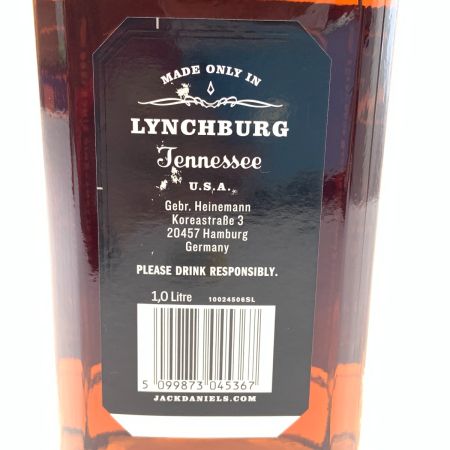 MADE ONLY IN
LYNCHBURG
Tennessee
U.S.A.
Gebr. Heinemann
Koreastraße 3
20457 Hamburg
Germany
PLEASE DRINK RESPONSIBLY.
1,0 Litre 10024506SL
5 099873 045367
JACKDANIELS.COM